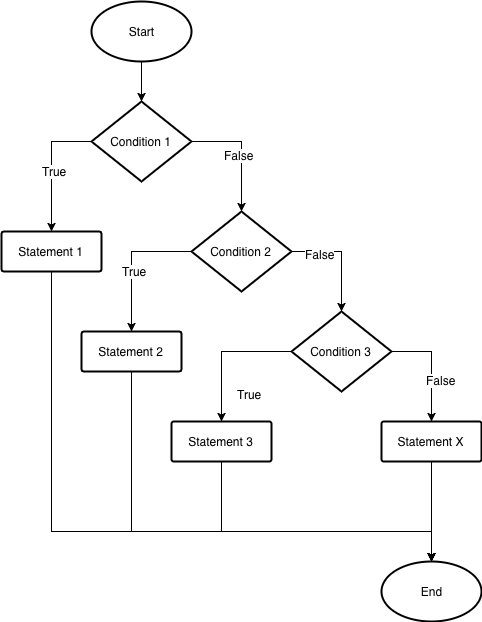 Start
Condition 1
True
False
Statement 1
Condition 2
True
False
Statement 2
Condition 3
True
False
Statement 3
Statement X
End